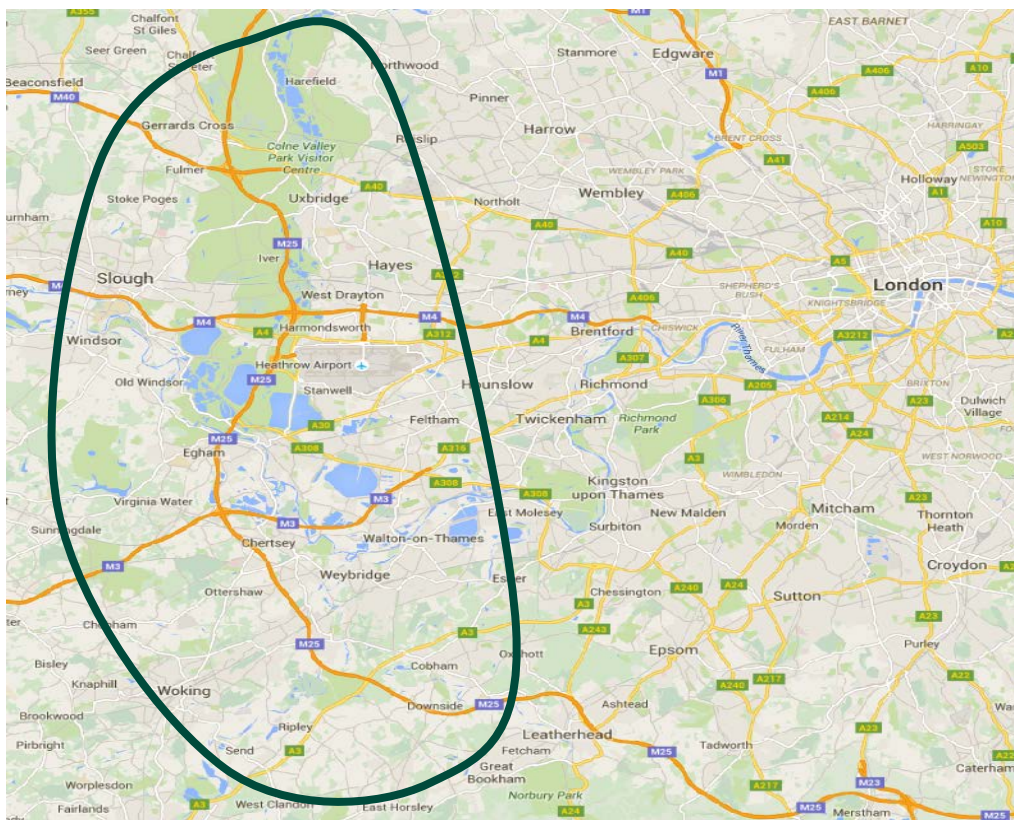 A355
Chalfont
St Giles
M1
EAST BARNET
Seer Green
Edgware
Stanmore
A10
A406
Northwood
Harefield
Beaconsfield
M40
M1
A406
Pinner
Gerrards Cross
HARRINGAY
Harrow
BRENT CROSS
Colne Valley
Park Visitor
Centre
A503
A41
Fulmer
STOKE
NEWINGTON
Holloway
WEMBLEY PARK
A40
Wembley
A406
A1
Stoke Poges
Uxbridge
Northolt
A40
A10
M25
A40
Iver
Hayes
A5
Slough
London
SHEPHERD'S
BUSH
West Drayton
A406
KNIGHTSBRIDGE
M4
M4
M4
Harmondsworth
A4
A312
Brentford
CHISWICK
A3212
A4
Windsor
River Thames
FULHAM
A307
Heathrow Airport
M25
Old Windsor
Richmond
A205
BRIXTON
Stanwell
Hounslow
A306
A23
Dulwich
Village
Feltham
Twickenham
Richmond
Park
A214
A30
A24
M25
A308
A316
Egham
A3
WEST NORWOOD
WIMBLEDON
Kingston
upon Thames
A308
A308
Virginia Water
M3
A23
East Molesey
New Malden
Mitcham
Thornton
Heath
M3
Surbiton
Morden
Sunningdale
Chertsey
Walton-on-Thames
M3
Croydon
Weybridge
Esher
Chessington
A240
A24
Ottershaw
Sutton
A3
A23
Chobham
A3
A243
M25
Purley
Epsom
Oxshott
Bisley
Cobham
A22
Knaphill
A240
A217
Woking
M25
Downside
Ashtead
Brookwood
Ripley
A23
Leatherhead
Pirbright
Send
A3
Fetcham
M25
Tadworth
Great
Bookham
Caterham
Worplesdon
A217
M23
Norbury Park
Fairlands
A3
West Clandon
East Horsley
A24
M25
Merstham
M25